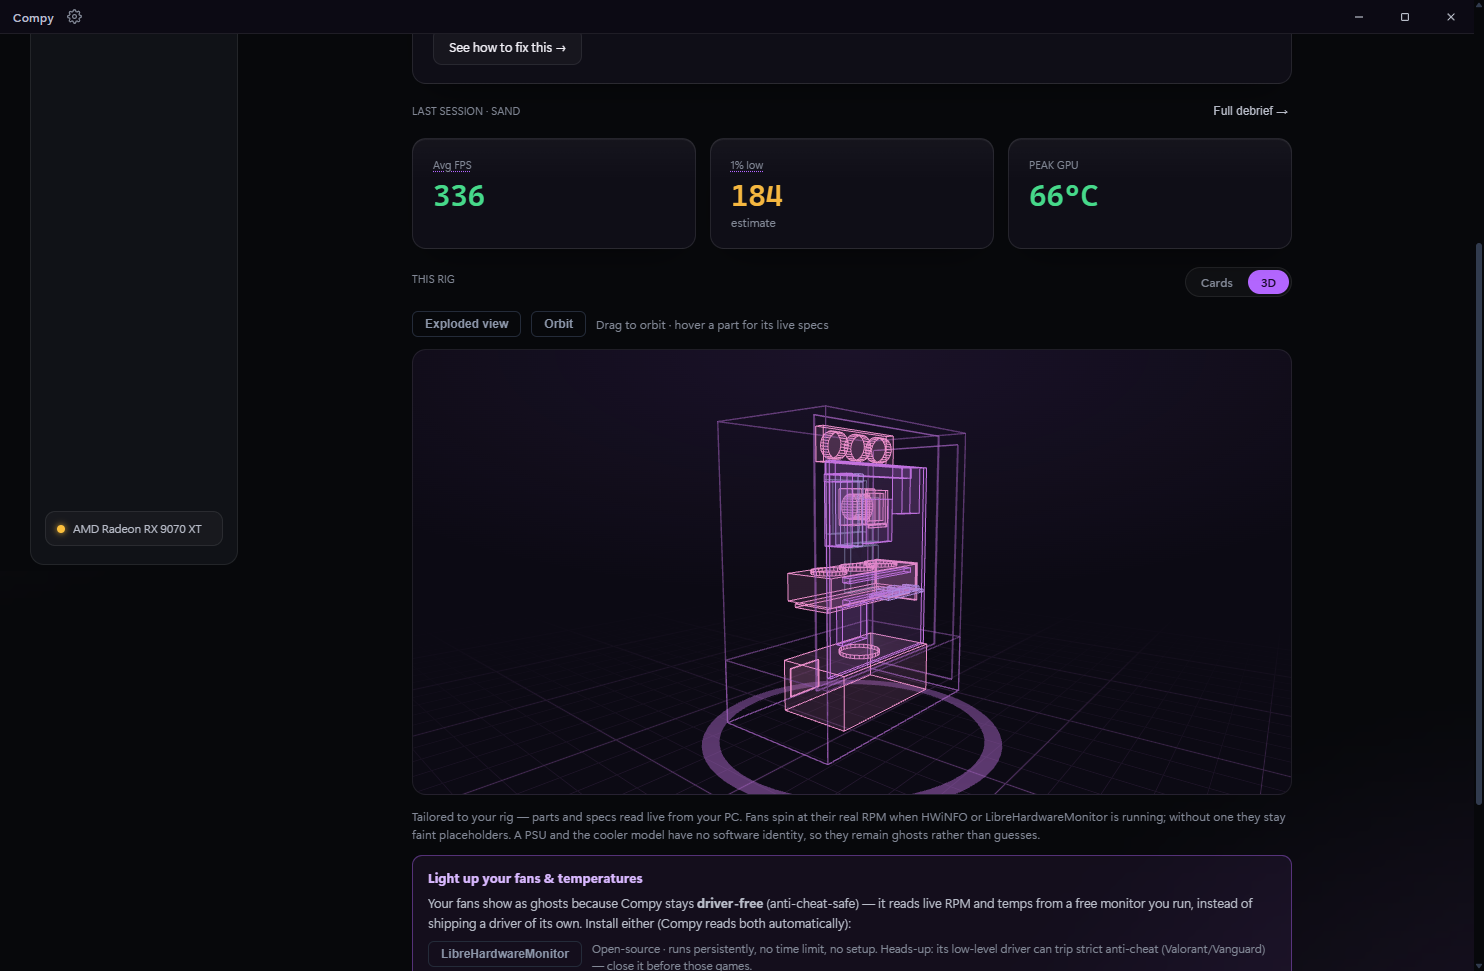 Compy
See how to fix this →
LAST SESSION · SAND
Full debrief →
Avg FPS
336
1% low
184
estimate
PEAK GPU
66°C
THIS RIG
Cards
3D
Exploded view
Orbit
Drag to orbit · hover a part for its live specs
AMD Radeon RX 9070 XT
Tailored to your rig — parts and specs read live from your PC. Fans spin at their real RPM when HWiNFO or LibreHardwareMonitor is running; without one they stay
faint placeholders. A PSU and the cooler model have no software identity, so they remain ghosts rather than guesses.
Light up your fans & temperatures
Your fans show as ghosts because Compy stays driver-free (anti-cheat-safe) — it reads live RPM and temps from a free monitor you run, instead of
shipping a driver of its own. Install either (Compy reads both automatically):
LibreHardwareMonitor
Open-source · runs persistently, no time limit, no setup. Heads-up: its low-level driver can trip strict anti-cheat (Valorant/Vanguard)
— close it before those games.